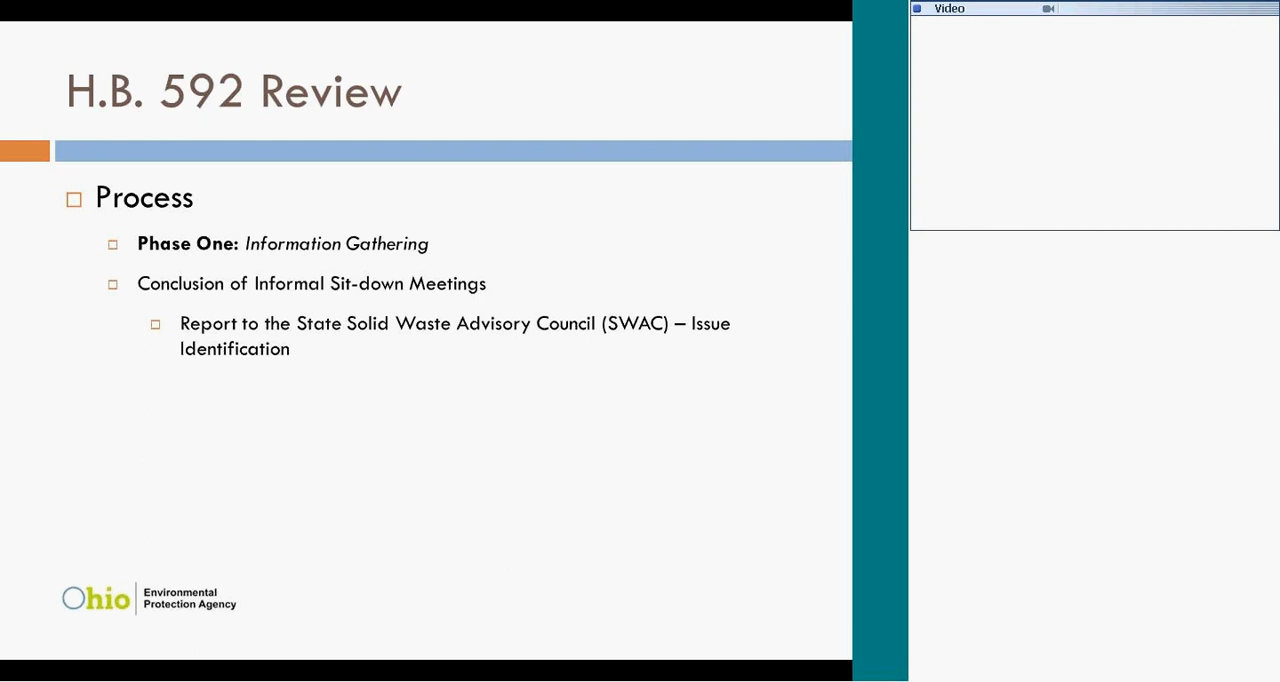 H.B. 592 Review
Process
Phase One: Information Gathering
Conclusion of Informal Sit-down Meetings
Report to the State Solid Waste Advisory Council (SWAC) – Issue
Identification
Ohio
Environmental
Protection Agency
Video